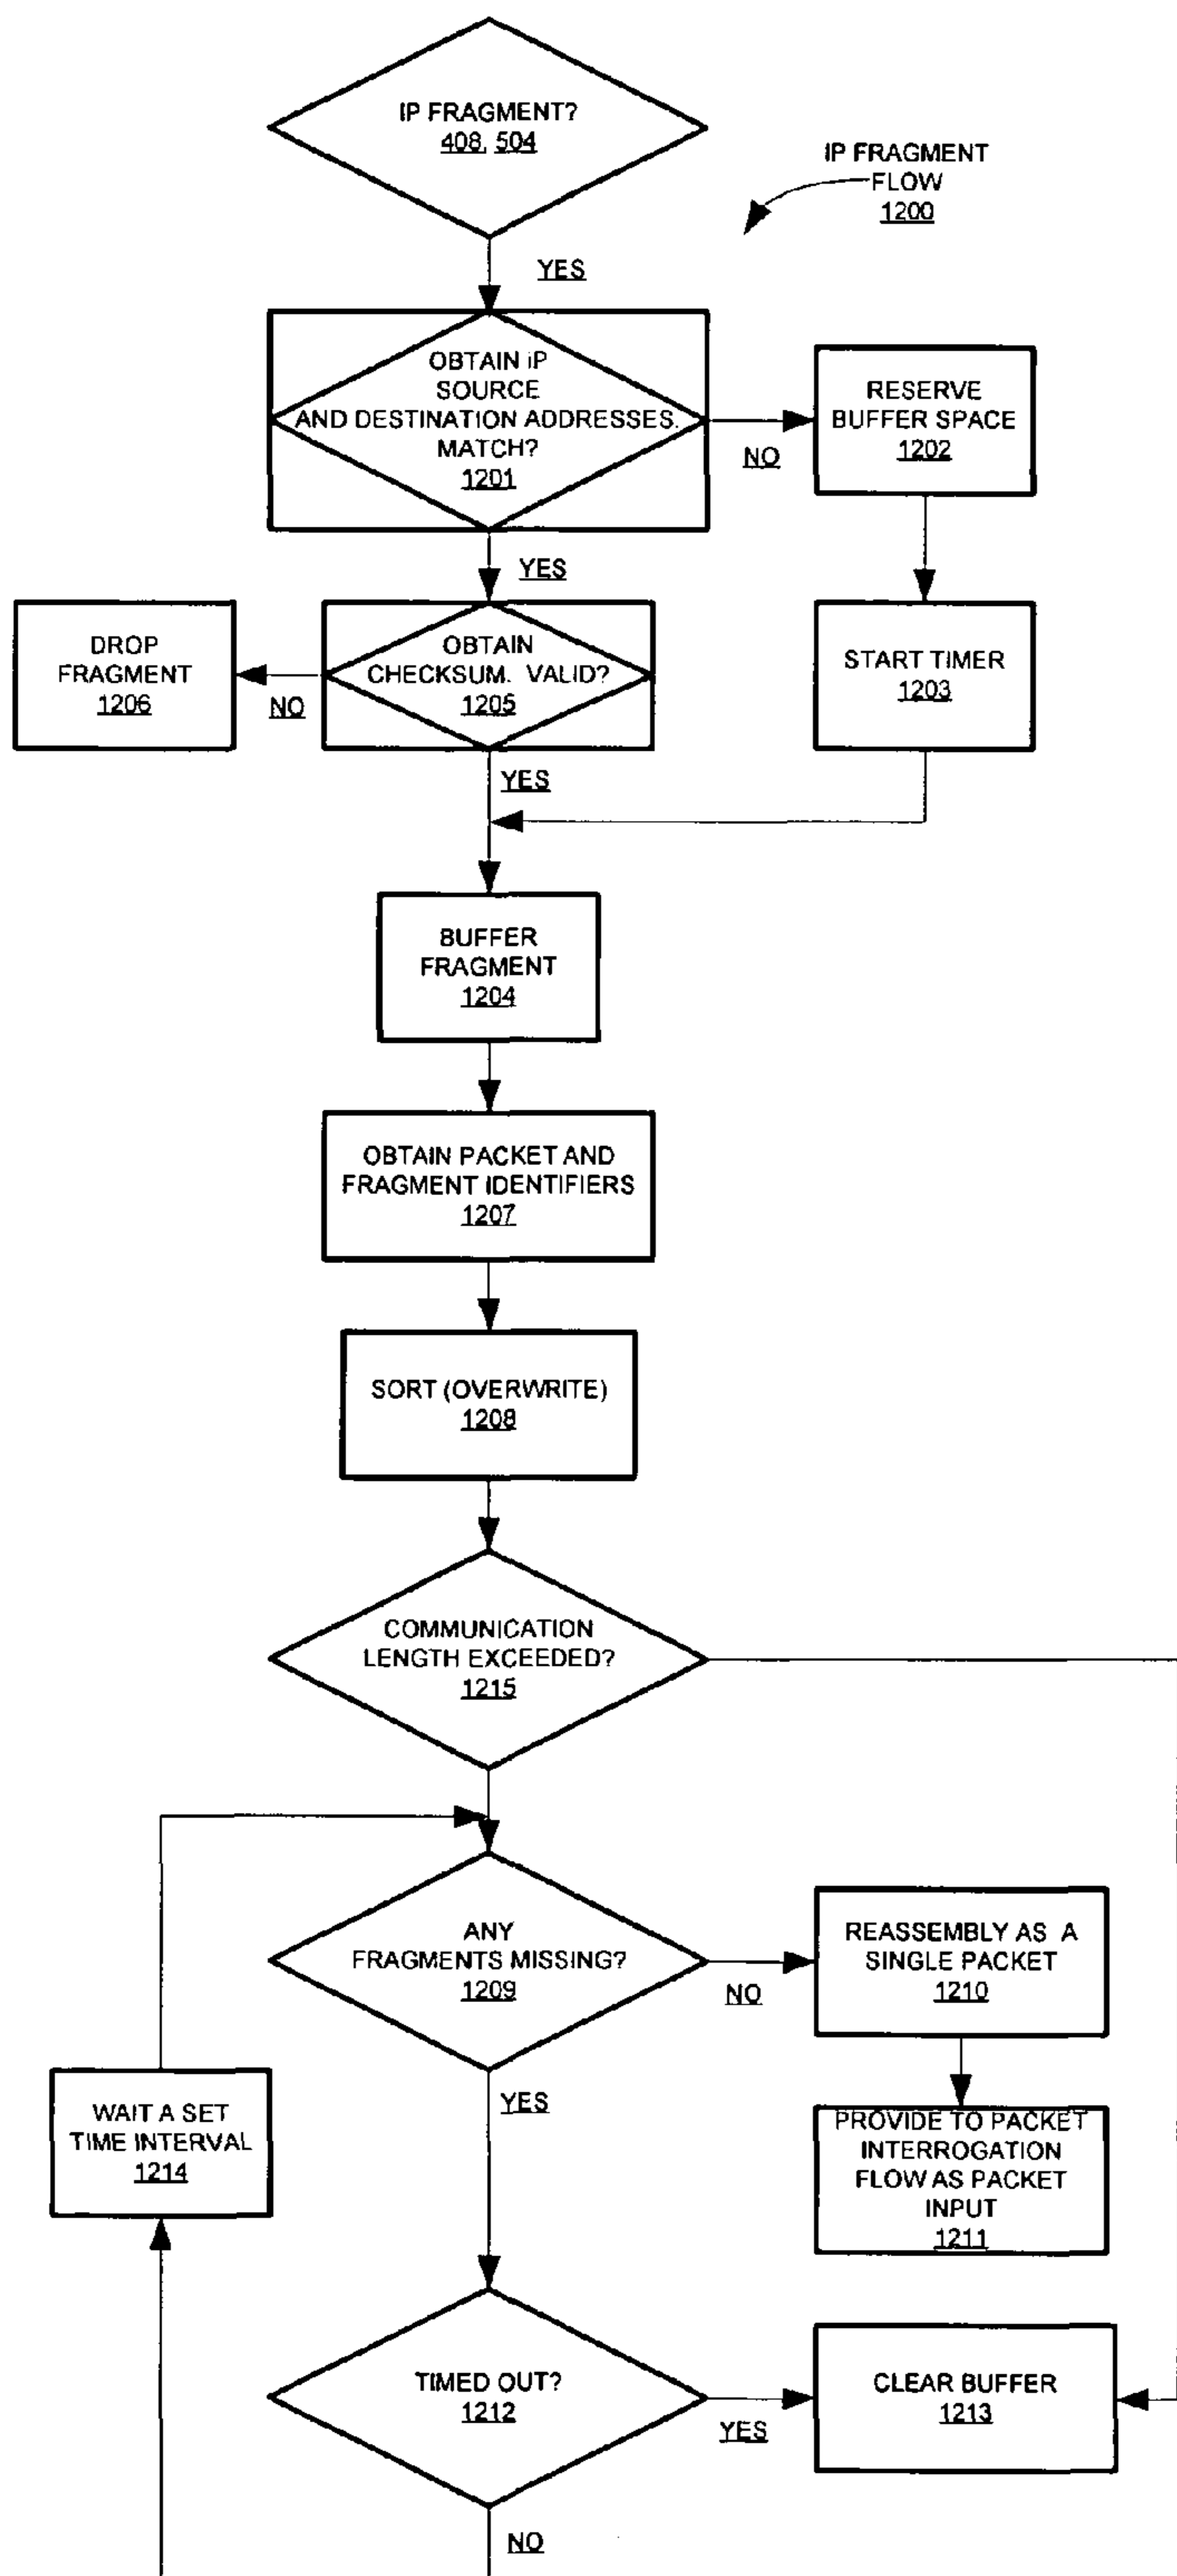 IP FRAGMENT?
408, 504
IP FRAGMENT
FLOW
1200
YES
OBTAIN IP
SOURCE
AND DESTINATION ADDRESSES.
MATCH?
1201
NO
RESERVE
BUFFER SPACE
1202
YES
DROP
FRAGMENT
1206
NO
OBTAIN
CHECKSUM. VALID?
1205
START TIMER
1203
YES
BUFFER
FRAGMENT
1204
OBTAIN PACKET AND
FRAGMENT IDENTIFIERS
1207
SORT (OVERWRITE)
1208
COMMUNICATION
LENGTH EXCEEDED?
1215
ANY
FRAGMENTS MISSING?
1209
NO
REASSEMBLY AS A
SINGLE PACKET
1210
YES
WAIT A SET
TIME INTERVAL
1214
PROVIDE TO PACKET
INTERROGATION
FLOW AS PACKET
INPUT
1211
TIMED OUT?
1212
YES
CLEAR BUFFER
1213
NO